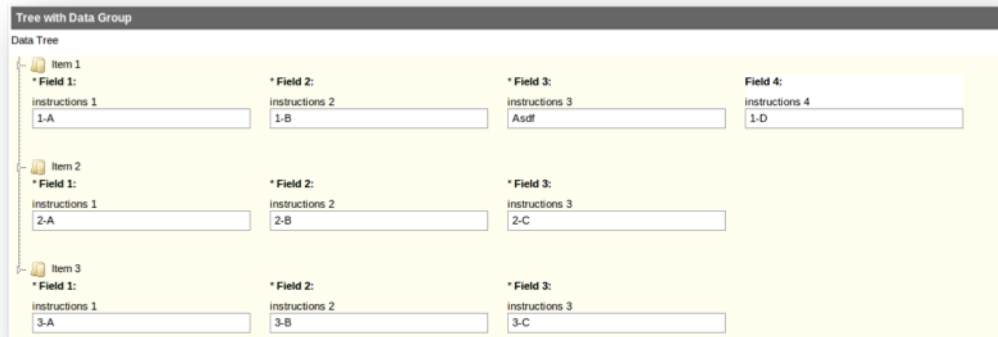 Tree with Data Group
Data Tree
Item 1
* Field 1: * Field 2: * Field 3: Field 4:
instructions 1 instructions 2 instructions 3 instructions 4
1-A 1-B Asdf 1-D
Item 2
* Field 1: * Field 2: * Field 3:
instructions 1 instructions 2 instructions 3
2-A 2-B 2-C
Item 3
* Field 1: * Field 2: * Field 3:
instructions 1 instructions 2 instructions 3
3-A 3-B 3-C